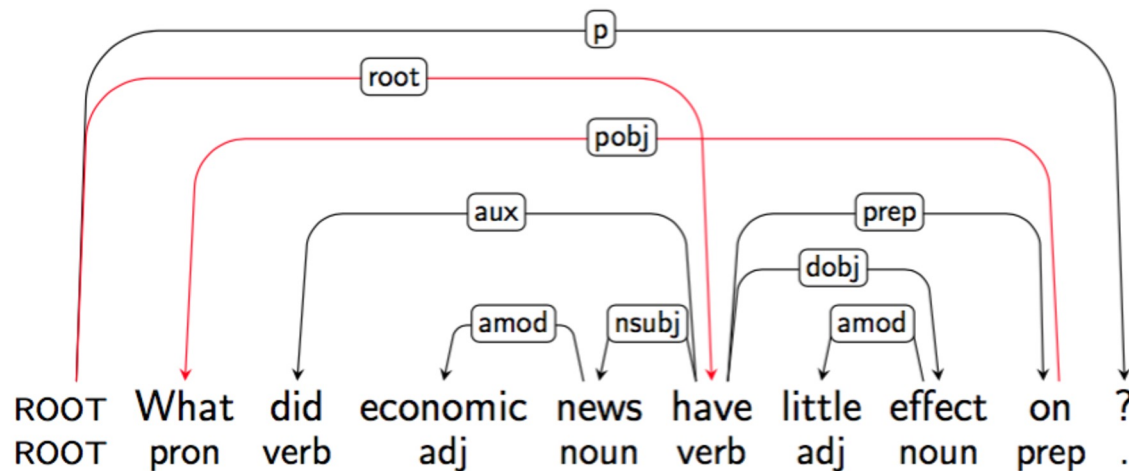 p
root
pobj
aux prep
dobj
amod nsubj amod
ROOT What did economic news have little effect on ?
ROOT pron verb adj noun verb adj noun prep .